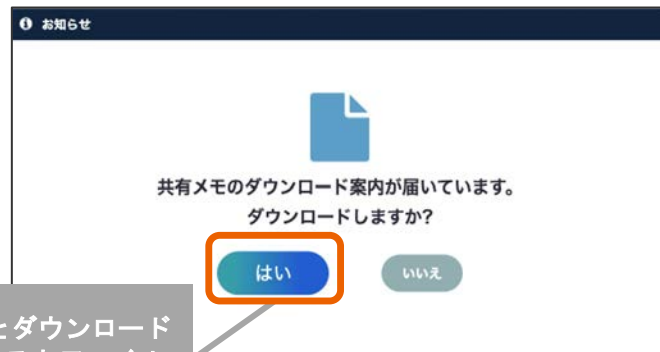 お知らせ
共有メモのダウンロード案内が届いています。
ダウンロードしますか?
はい
いいえ
とダウンロード